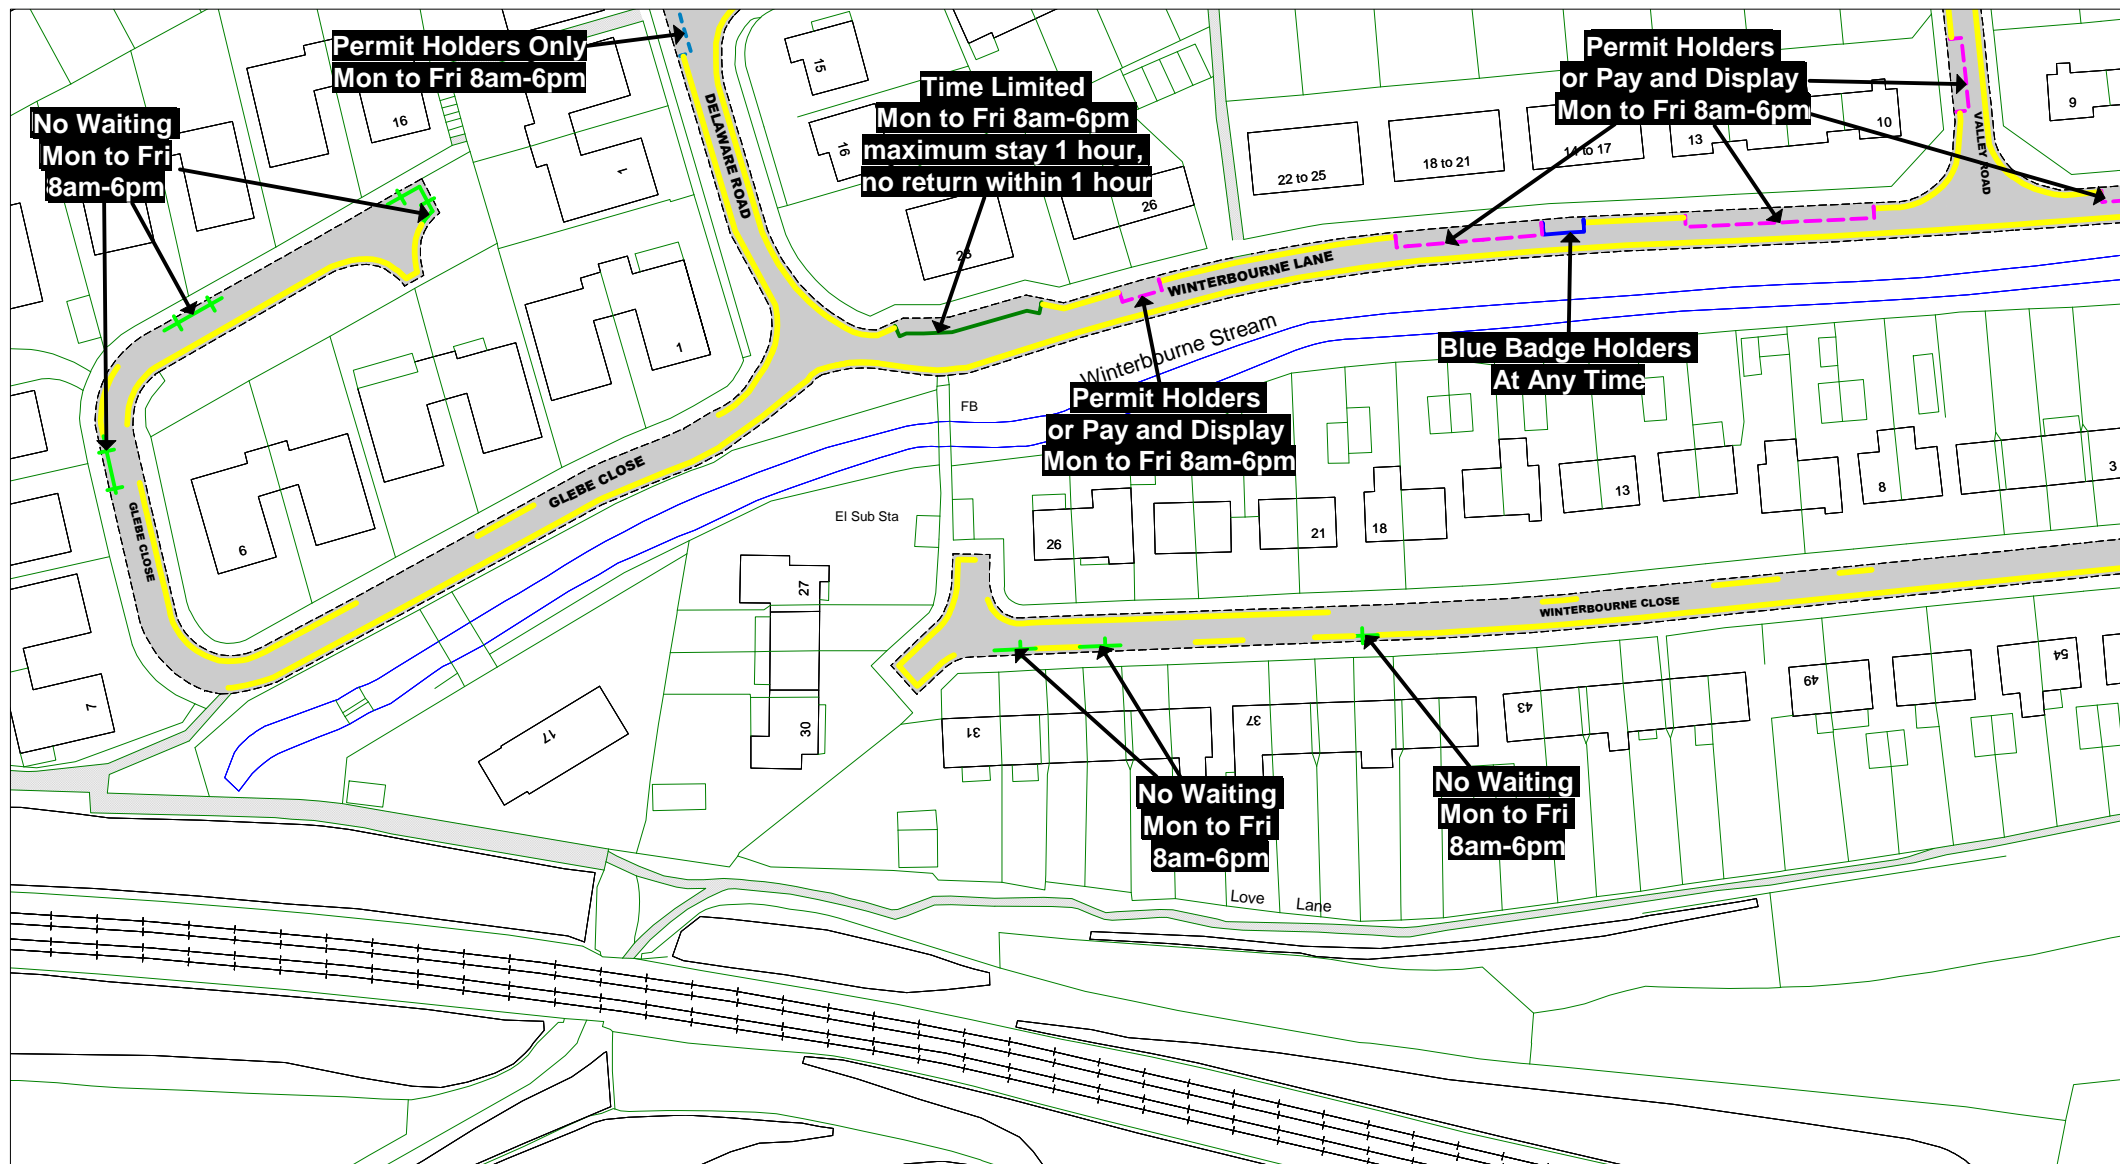 Permit Holders Only
Mon to Fri 8am-6pm
No Waiting
Mon to Fri
8am-6pm
Time Limited
Mon to Fri 8am-6pm
maximum stay 1 hour,
no return within 1 hour
Permit Holders
or Pay and Display
Mon to Fri 8am-6pm
DELAWARE ROAD
VALLEY ROAD
WINTERBOURNE LANE
Winterbourne Stream
Blue Badge Holders
At Any Time
Permit Holders
or Pay and Display
Mon to Fri 8am-6pm
GLEBE CLOSE
GLEBE CLOSE
FB
El Sub Sta
WINTERBOURNE CLOSE
No Waiting
Mon to Fri
8am-6pm
No Waiting
Mon to Fri
8am-6pm
Love Lane
16
1
15
16
26
26
22 to 25
18 to 21
14 to 17
13
10
9
1
6
7
17
27
30
26
21
18
13
8
3
31
37
43
49
54